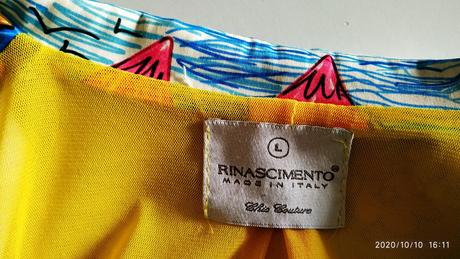 L
RINASCIMENTO®
MADE IN ITALY
Chic Couture
2020/10/10 16:11